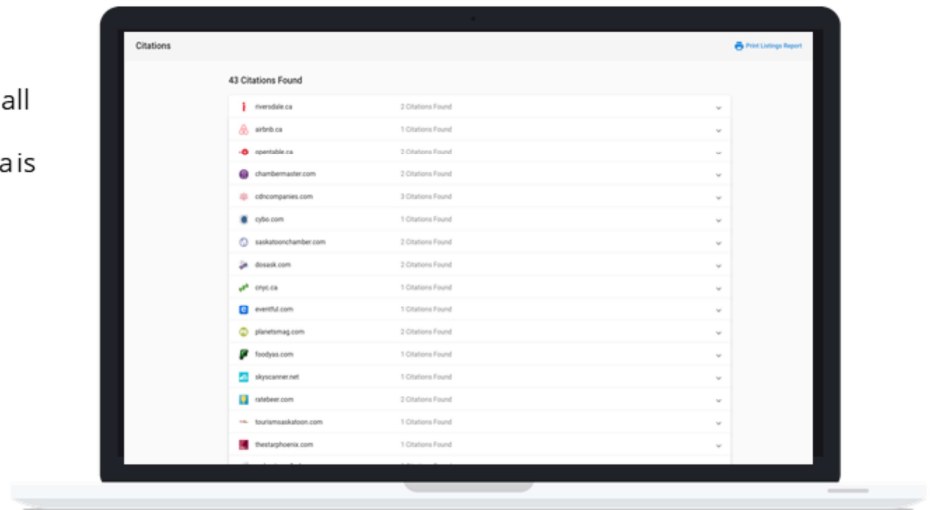 all
a is
Citations
Print Listings Report
43 Citations Found
riversdale.ca 2 Citations Found
airbnb.ca 1 Citations Found
opentable.ca 2 Citations Found
chambermaster.com 2 Citations Found
cdncompanies.com 3 Citations Found
cybo.com 1 Citations Found
saskatoonchamber.com 2 Citations Found
dosask.com 2 Citations Found
cnyc.ca 1 Citations Found
eventful.com 1 Citations Found
planetsmag.com 2 Citations Found
foodyas.com 1 Citations Found
skyscanner.net 1 Citations Found
ratebeer.com 2 Citations Found
tourismsaskatoon.com 1 Citations Found
thestarphoenix.com 1 Citations Found